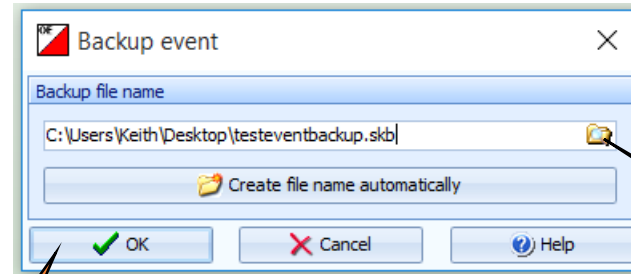 Backup event
Backup file name
C:\Users\Keith\Desktop\testeventbackup.skb
Create file name automatically
OK
Cancel
Help